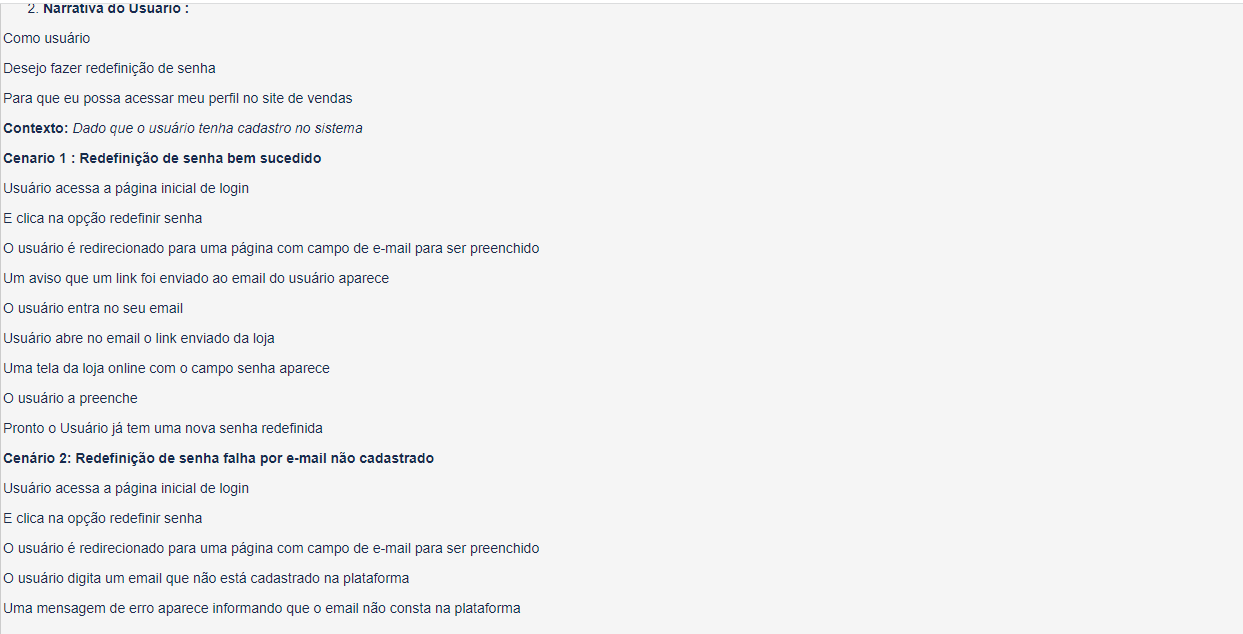 2. Narrativa do Usuário :
Como usuário
Desejo fazer redefinição de senha
Para que eu possa acessar meu perfil no site de vendas
Contexto: Dado que o usuário tenha cadastro no sistema
Cenario 1 : Redefinição de senha bem sucedido
Usuário acessa a página inicial de login
E clica na opção redefinir senha
O usuário é redirecionado para uma página com campo de e-mail para ser preenchido
Um aviso que um link foi enviado ao email do usuário aparece
O usuário entra no seu email
Usuário abre no email o link enviado da loja
Uma tela da loja online com o campo senha aparece
O usuário a preenche
Pronto o Usuário já tem uma nova senha redefinida
Cenário 2: Redefinição de senha falha por e-mail não cadastrado
Usuário acessa a página inicial de login
E clica na opção redefinir senha
O usuário é redirecionado para uma página com campo de e-mail para ser preenchido
O usuário digita um email que não está cadastrado na plataforma
Uma mensagem de erro aparece informando que o email não consta na plataforma